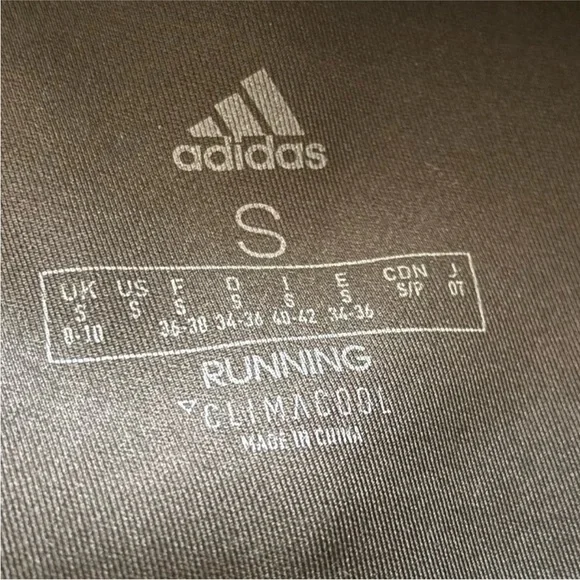 adidas
S
UK US F D I E CDN J
S S S S S S S/P OT
8-10 36-38 34-36 40-42 34-36
RUNNING
CLIMACOOL
MADE IN CHINA